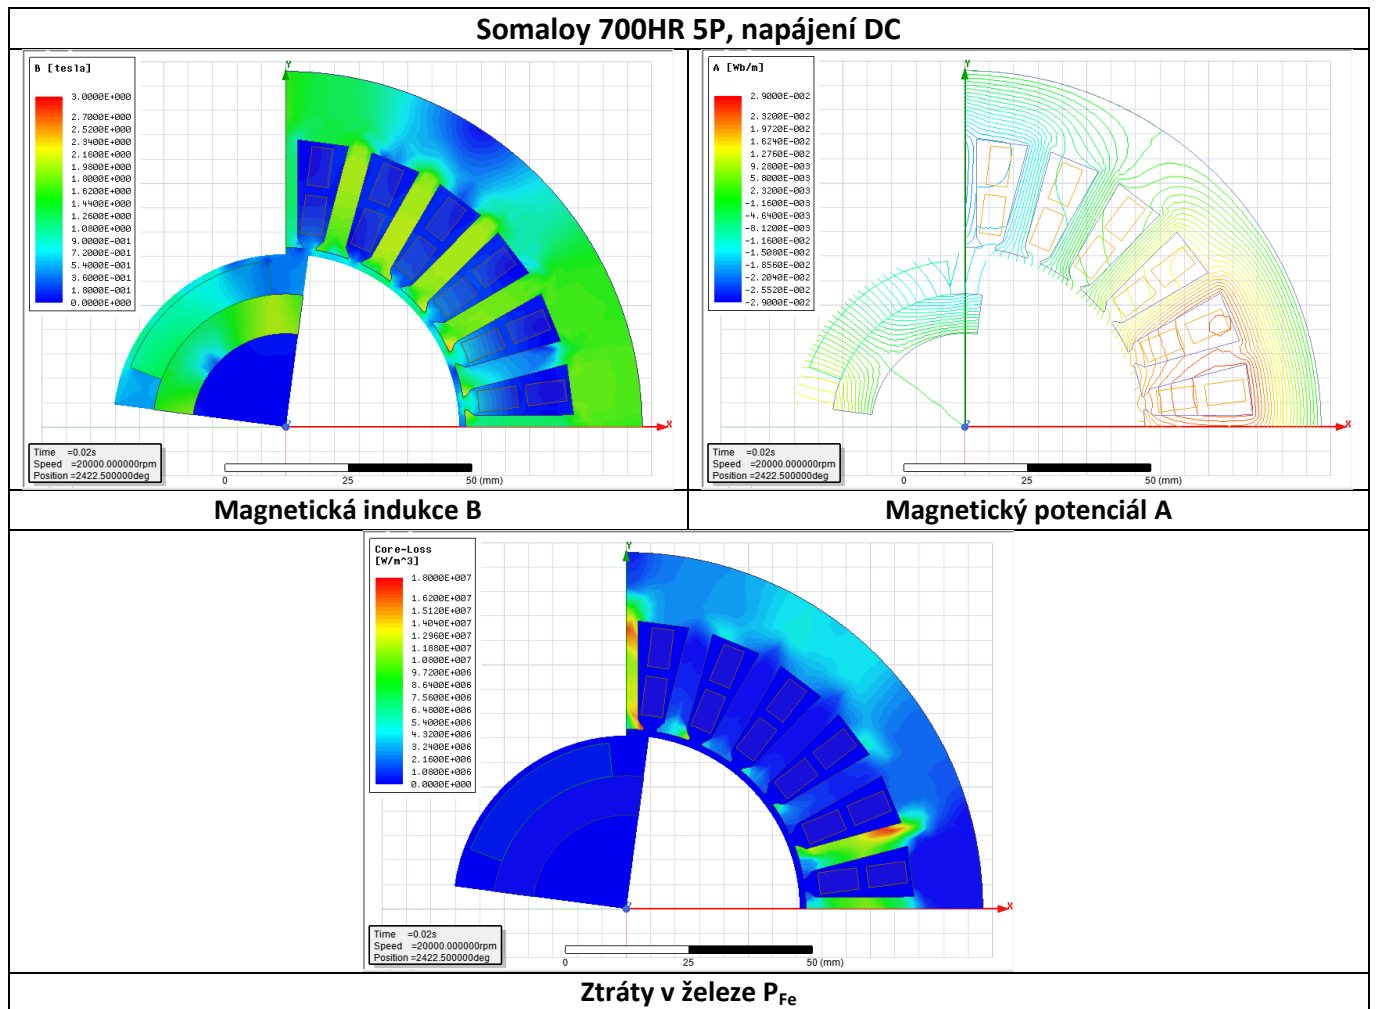 Somaloy 700HR 5P, napájení DC
B [tesla]
3.0000E+000
2.7000E+000
2.5200E+000
2.3400E+000
2.1600E+000
1.9800E+000
1.8000E+000
1.6200E+000
1.4400E+000
1.2600E+000
1.0800E+000
9.0000E-001
7.2000E-001
5.4000E-001
3.6000E-001
1.8000E-001
0.0000E+000
Y
X
Z
Time =0.02s
Speed =20000.000000rpm
Position =2422.500000deg
0 25 50 (mm)
A [Wb/m]
2.9000E-002
2.3200E-002
1.9720E-002
1.6240E-002
1.2760E-002
9.2800E-003
5.8000E-003
2.3200E-003
-1.1600E-003
-4.6400E-003
-8.1200E-003
-1.1600E-002
-1.5080E-002
-1.8560E-002
-2.2040E-002
-2.5520E-002
-2.9000E-002
Y
X
Z
Time =0.02s
Speed =20000.000000rpm
Position =2422.500000deg
0 25 50 (mm)
Magnetická indukce B
Magnetický potenciál A
Core-Loss
[W/m^3]
1.8000E+007
1.6200E+007
1.5120E+007
1.4040E+007
1.2960E+007
1.1880E+007
1.0800E+007
9.7200E+006
8.6400E+006
7.5600E+006
6.4800E+006
5.4000E+006
4.3200E+006
3.2400E+006
2.1600E+006
1.0800E+006
0.0000E+000
Y
X
Z
Time =0.02s
Speed =20000.000000rpm
Position =2422.500000deg
0 25 50 (mm)
Ztráty v železe P<sub>Fe</sub>